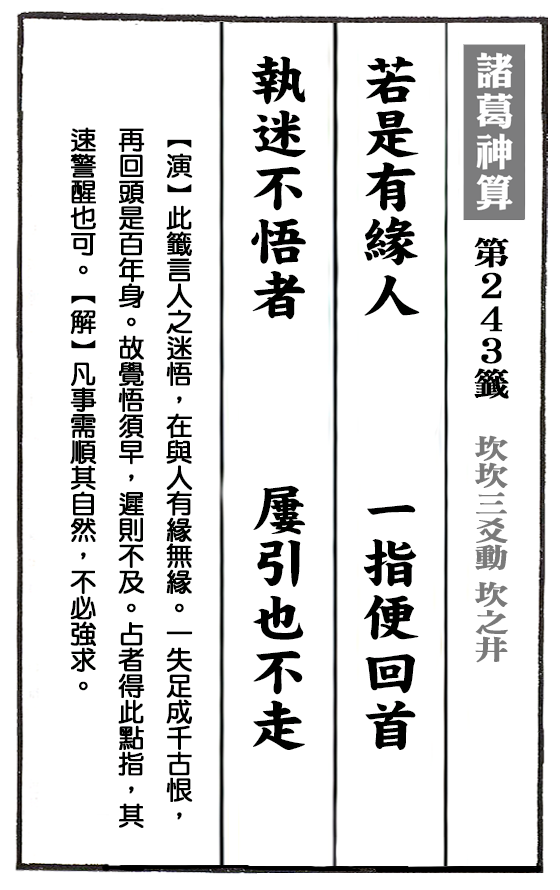 諸葛神算 第243籤 坎坎三爻動 坎之井
若是有緣人 一指便回首
執迷不悟者 屢引也不走
【演】此籤言人之迷悟，在與人有緣無緣。一失足成千古恨，
再回頭是百年身。故覺悟須早，遲則不及。占者得此點指，其
速警醒也可。【解】凡事需順其自然，不必強求。